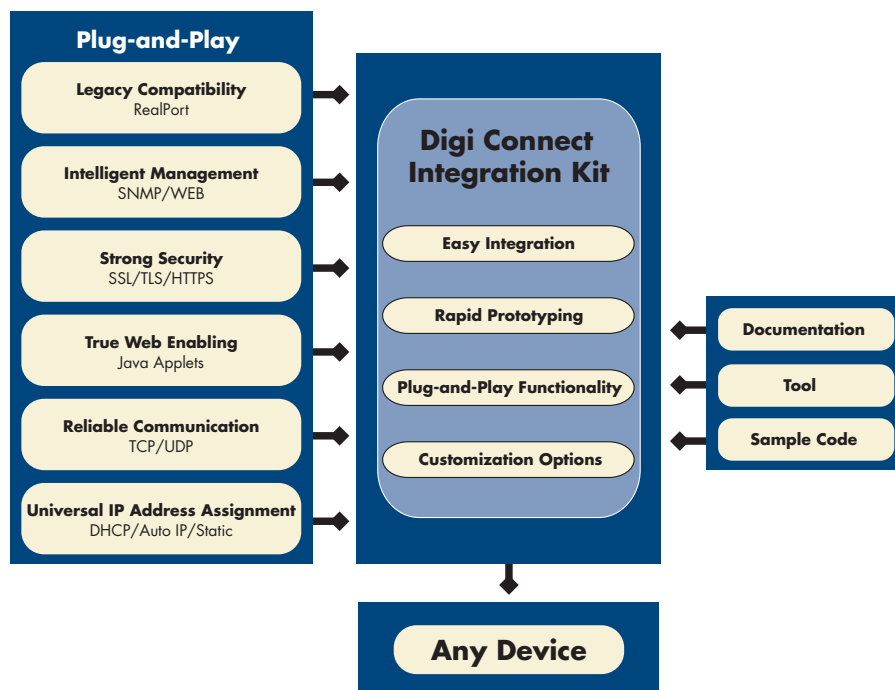 Plug-and-Play
Legacy Compatibility
RealPort
Intelligent Management
SNMP/WEB
Strong Security
SSL/TLS/HTTPS
True Web Enabling
Java Applets
Reliable Communication
TCP/UDP
Universal IP Address Assignment
DHCP/Auto IP/Static
Digi Connect
Integration Kit
Easy Integration
Rapid Prototyping
Plug-and-Play Functionality
Customization Options
Documentation
Tool
Sample Code
Any Device